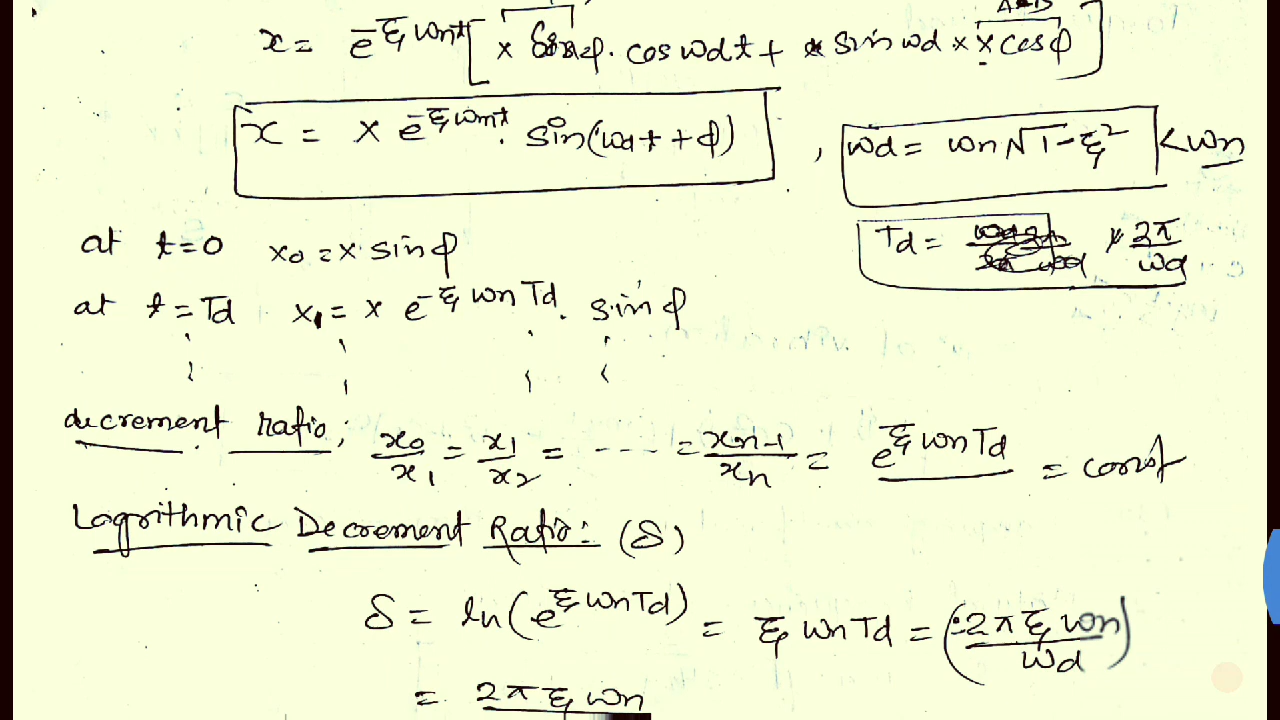 A=B
x = e^-ξωnt [ x sinφ. cos ωdt + sin ωd x x cosφ ]
x = X e^-ξωnt. sin(ωdt + φ) , ωd = ωn √1-ξ² < ωn
at t=0 x0 = x sinφ Td = 2π/ωd
at t = Td x1 = x e^-ξωnTd. sinφ
decrement ratio; x0/x1 = x1/x2 = ---- = xn-1/xn = e^ξωnTd = const
Logrithmic Decrement Ratio: (δ)
δ = ln(e^ξωnTd) = ξωnTd = (2πξωn/ωd)
= 2πξωn